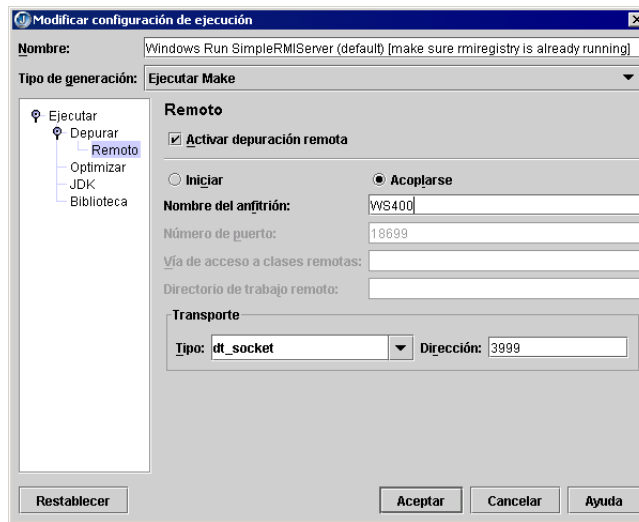 Modificar configuración de ejecución
Nombre: Windows Run SimpleRMIServer (default) [make sure rmiregistry is already running]
Tipo de generación: Ejecutar Make
Ejecutar
Depurar
Remoto
Optimizar
JDK
Biblioteca
Remoto
Activar depuración remota
Iniciar Acoplarse
Nombre del anfitrión: WS400
Número de puerto: 18699
Vía de acceso a clases remotas:
Directorio de trabajo remoto:
Transporte
Tipo: dt_socket Dirección: 3999
Restablecer Aceptar Cancelar Ayuda